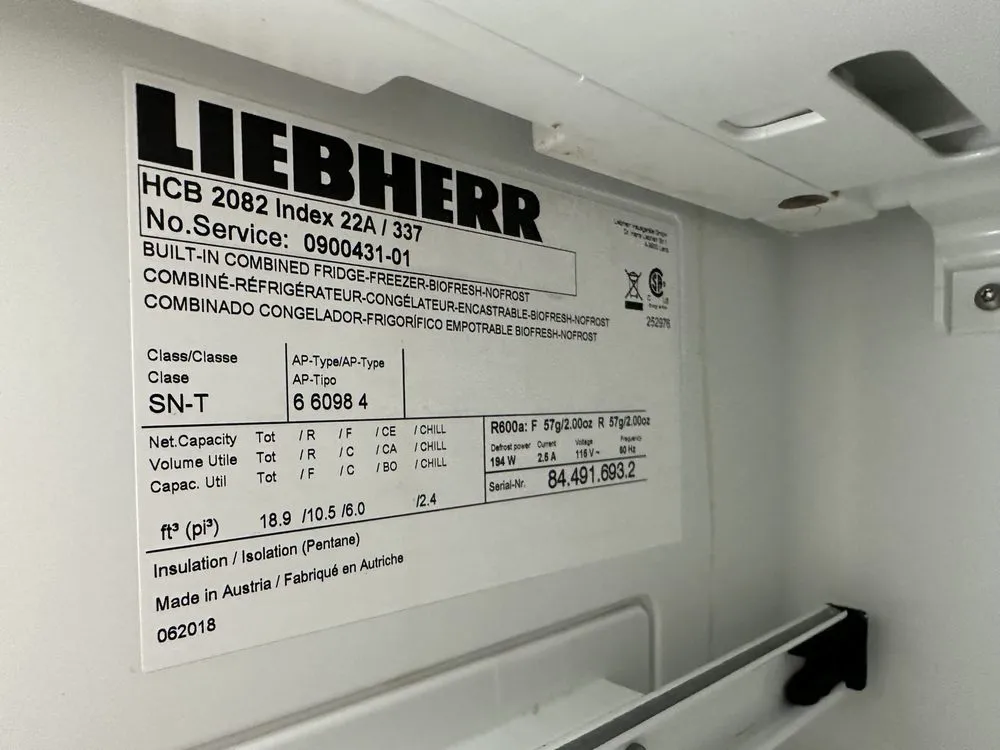 LIEBHERR
HCB 2082 Index 22A / 337
No.Service: 0900431-01
BUILT-IN COMBINED FRIDGE-FREEZER-BIOFRESH-NOFROST
COMBINÉ-RÉFRIGÉRATEUR-CONGÉLATEUR-ENCASTRABLE-BIOFRESH-NOFROST
COMBINADO CONGELADOR-FRIGORÍFICO EMPOTRABLE BIOFRESH-NOFROST
252976
Class/Classe
Clase
SN-T
AP-Type/AP-Type
AP-Tipo
6 6098 4
Net.Capacity Tot / R / F / CE / CHILL
Volume Utile Tot / R / C / CA / CHILL
Capac. Util Tot / F / C / BO / CHILL
ft³ (pi³) 18.9 /10.5 /6.0 /2.4
R600a: F 57g/2.00oz R 57g/2.00oz
Defrost power Current Voltage Frequency
194 W 2.6 A 115 V~ 60 Hz
Serial-Nr. 84.491.693.2
Insulation / Isolation (Pentane)
Made in Austria / Fabriqué en Autriche
062018